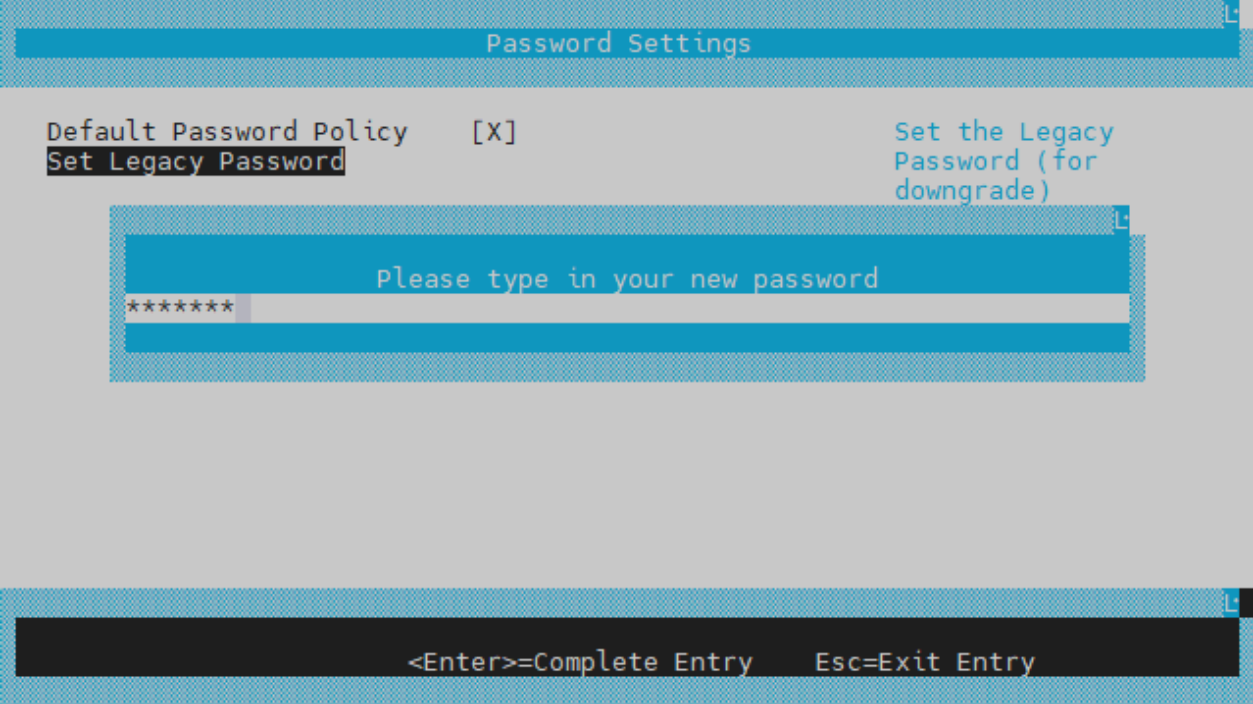 Password Settings
Default Password Policy [X]
Set Legacy Password
Set the Legacy
Password (for
downgrade)
Please type in your new password
*******
<Enter>=Complete Entry Esc=Exit Entry